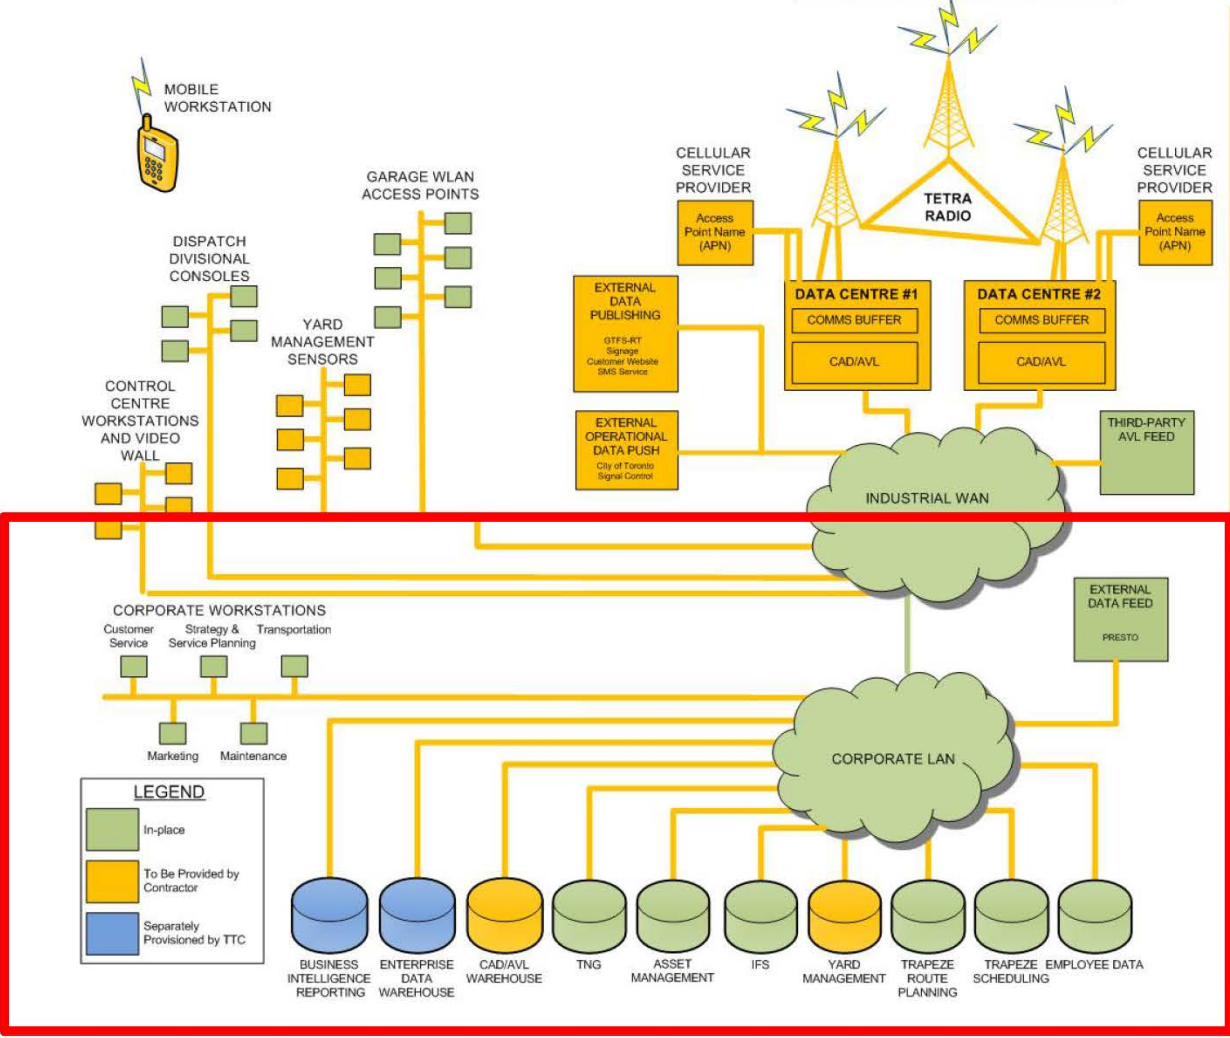 MOBILE
WORKSTATION
GARAGE WLAN
ACCESS POINTS
DISPATCH
DIVISIONAL
CONSOLES
YARD
MANAGEMENT
SENSORS
CONTROL
CENTRE
WORKSTATIONS
AND VIDEO
WALL
CELLULAR
SERVICE
PROVIDER
Access
Point Name
(APN)
TETRA
RADIO
CELLULAR
SERVICE
PROVIDER
Access
Point Name
(APN)
EXTERNAL
DATA
PUBLISHING
GTFS-RT
Signage
Customer Website
SMS Service
DATA CENTRE #1
COMMS BUFFER
CAD/AVL
DATA CENTRE #2
COMMS BUFFER
CAD/AVL
EXTERNAL
OPERATIONAL
DATA PUSH
City of Toronto
Signal Control
THIRD-PARTY
AVL FEED
INDUSTRIAL WAN
EXTERNAL
DATA FEED
PRESTO
CORPORATE WORKSTATIONS
Customer
Service
Strategy &
Service Planning
Transportation
Marketing
Maintenance
CORPORATE LAN
LEGEND
In-place
To Be Provided by
Contractor
Separately
Provisioned by TTC
BUSINESS
INTELLIGENCE
REPORTING
ENTERPRISE
DATA
WAREHOUSE
CAD/AVL
WAREHOUSE
TNG
ASSET
MANAGEMENT
IFS
YARD
MANAGEMENT
TRAPEZE
ROUTE
PLANNING
TRAPEZE
SCHEDULING
EMPLOYEE DATA